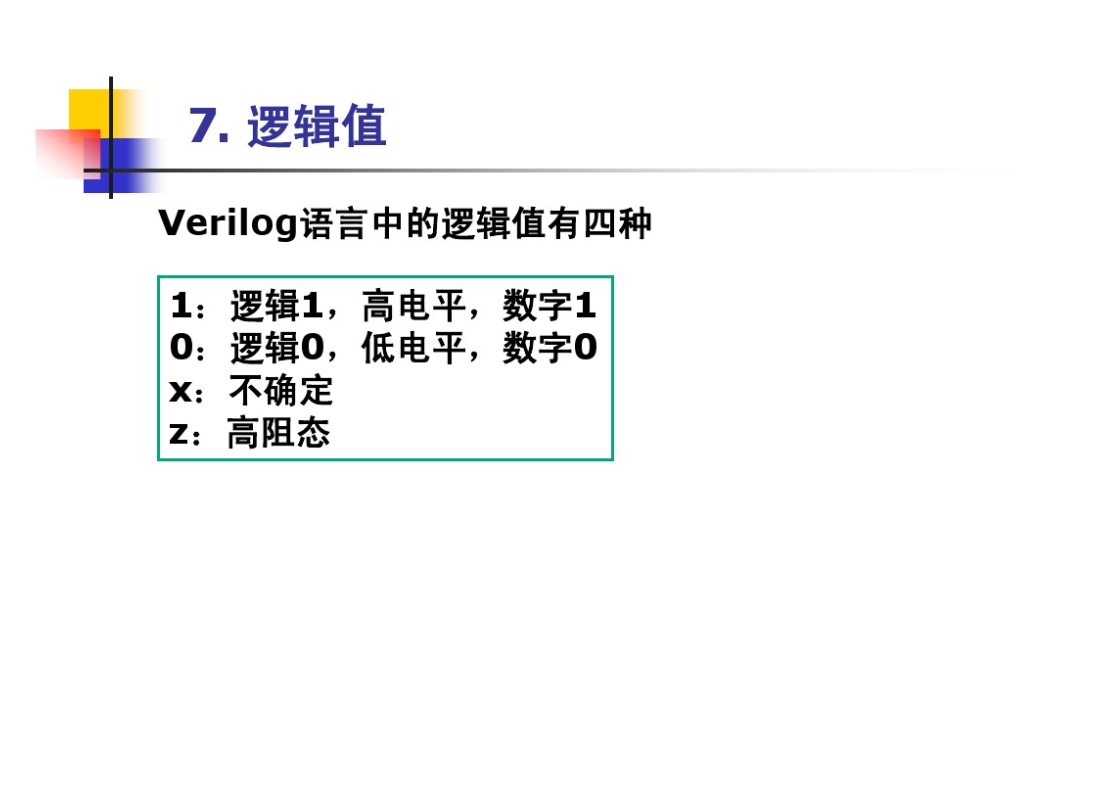 7. 逻辑值
Verilog语言中的逻辑值有四种
1：逻辑1，高电平，数字1
0：逻辑0，低电平，数字0
x：不确定
z：高阻态